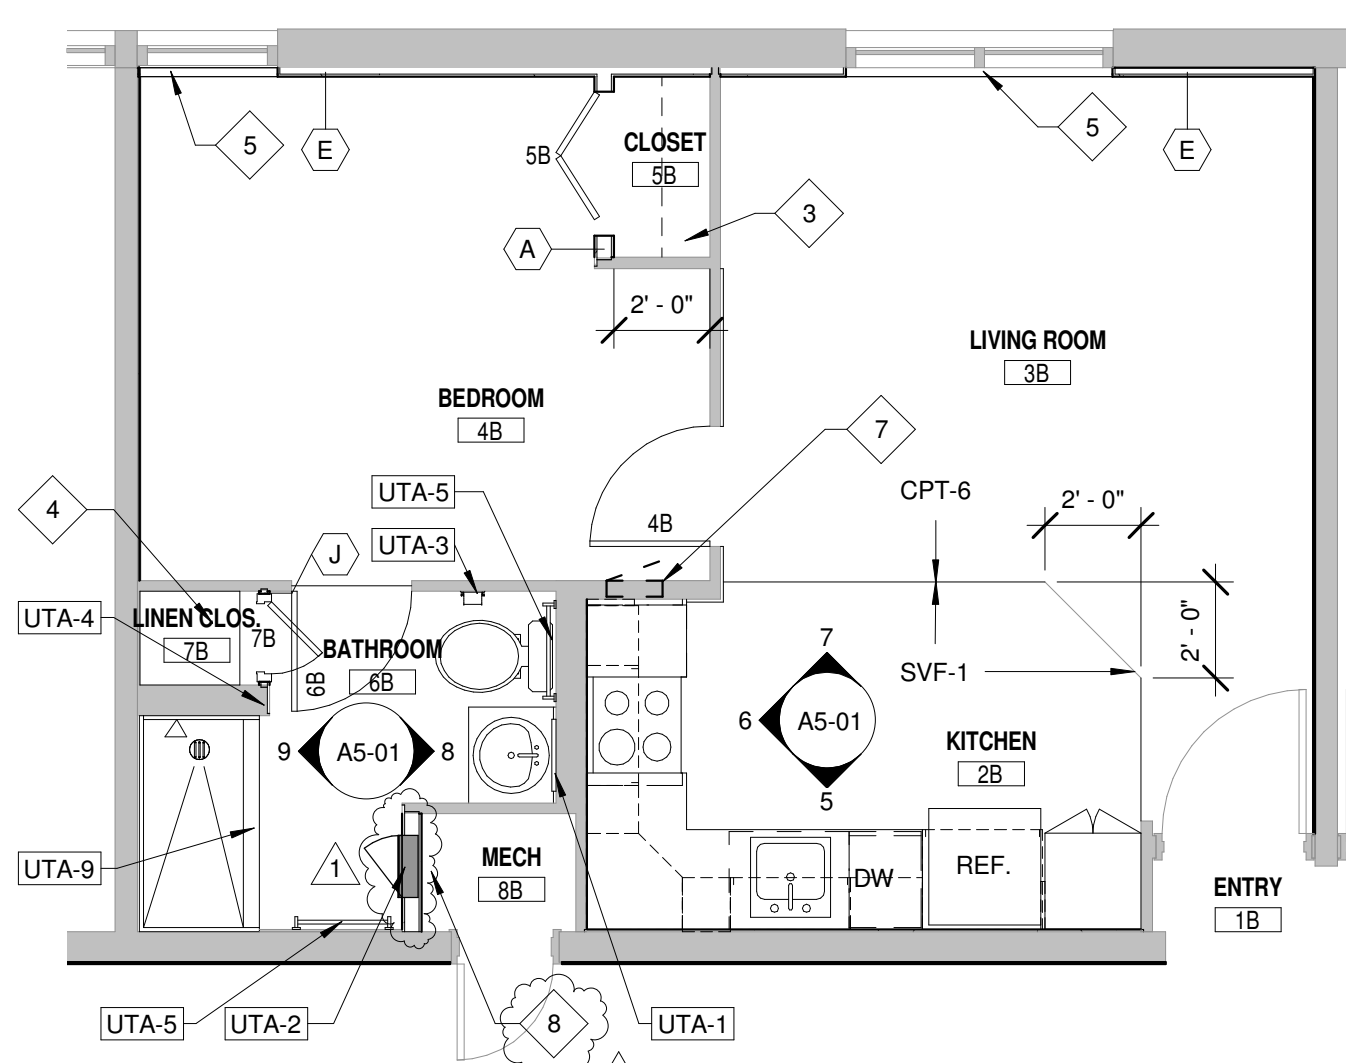 5
E
5B
CLOSET
5B
3
5
E
A
2' - 0"
LIVING ROOM
3B
BEDROOM
4B
7
UTA-5
CPT-6
2' - 0"
4
UTA-3
4B
J
UTA-4
LINEN CLOS.
7B
7B
BATHROOM
6B
6B
2' - 0"
7
SVF-1
6
A5-01
5
9
A5-01
8
KITCHEN
2B
UTA-9
1
MECH
8B
DW
REF.
ENTRY
1B
UTA-5
UTA-2
8
UTA-1